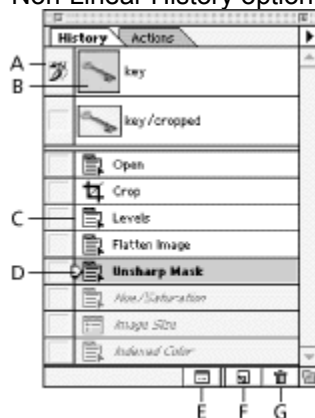 Non-Linear History option
History Actions
A
B
key
key/cropped
Open
Crop
C
Levels
Flatten Image
D
Unsharp Mask
Hue/Saturation
Image Size
Indexed Color
E F G